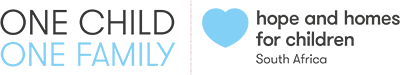 ONE CHILD
ONE FAMILY
hope and homes
for children
South Africa